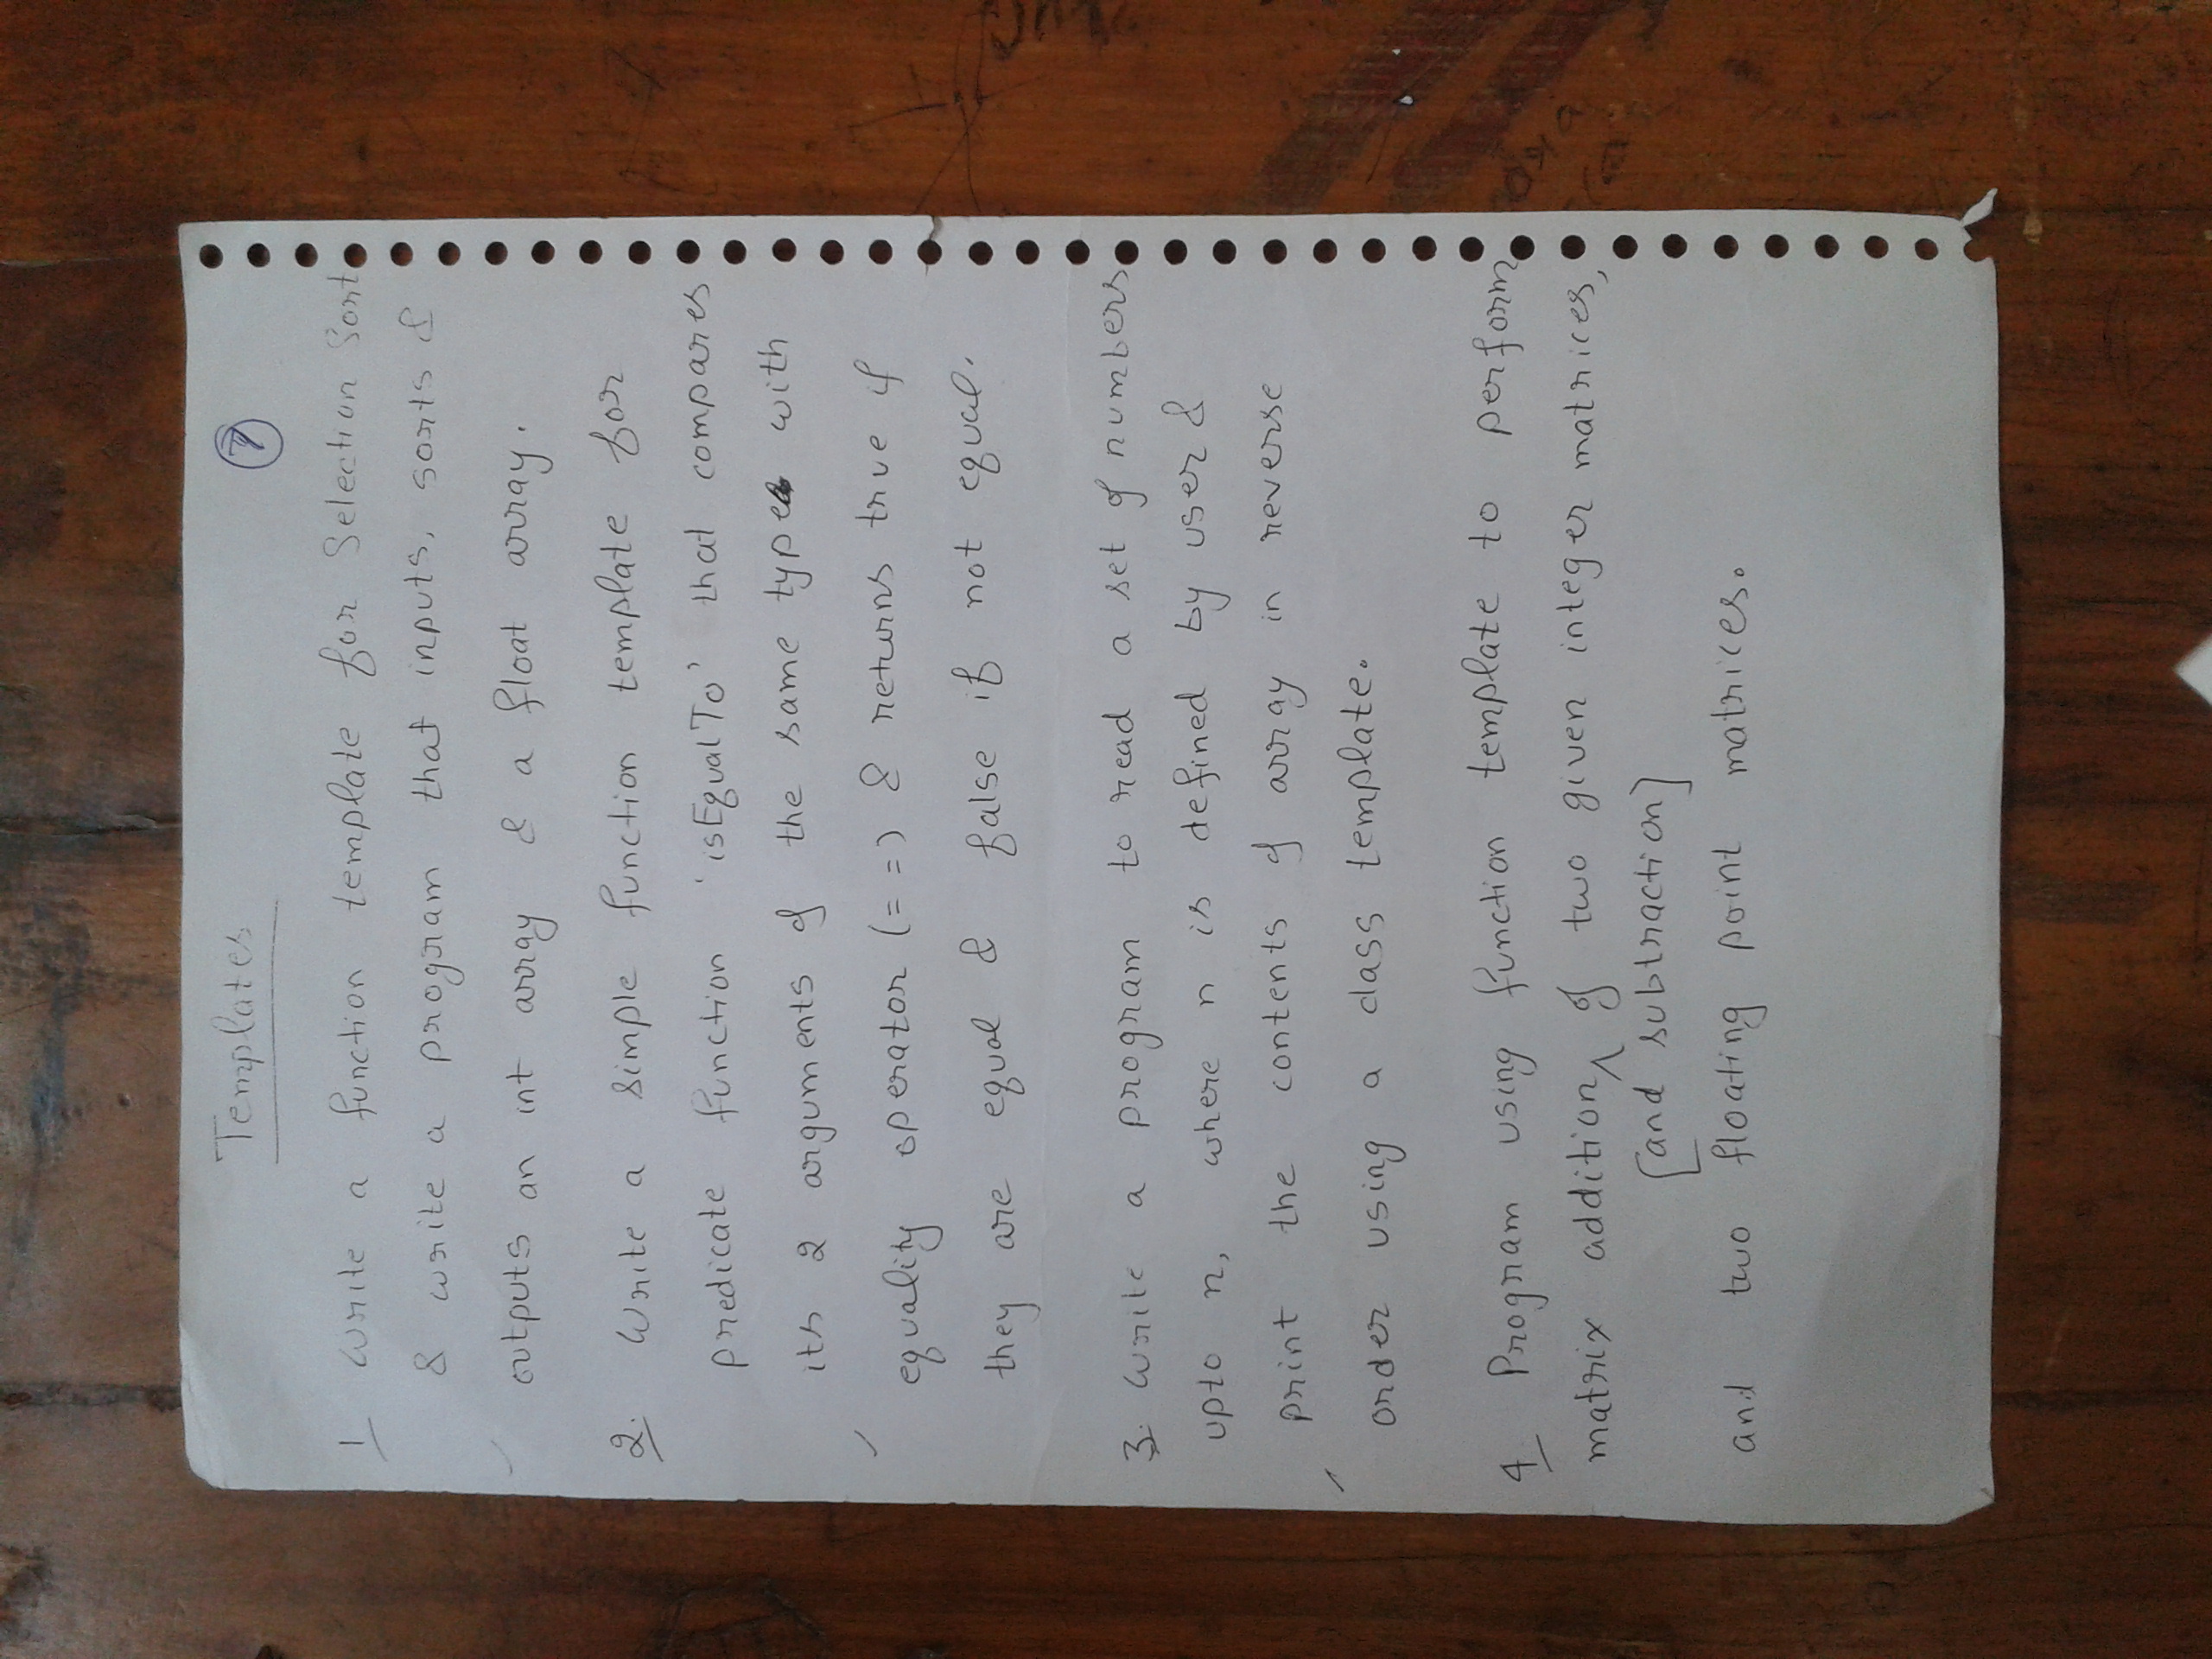 Templates
7
1 Write a function template for Selection Sort
& write a program that inputs, sorts &
outputs an int array & a float array.
2. Write a simple function template for
predicate function 'isEqualTo' that compares
its 2 arguments of the same type with
equality operator (==) & returns true if
they are equal & false if not equal.
3. Write a program to read a set of numbers
upto n, where n is defined by user &
print the contents of array in reverse
order using a class template.
4 Program using function template to perform
matrix addition of two given integer matrices,
[and subtraction]
and two floating point matrices.